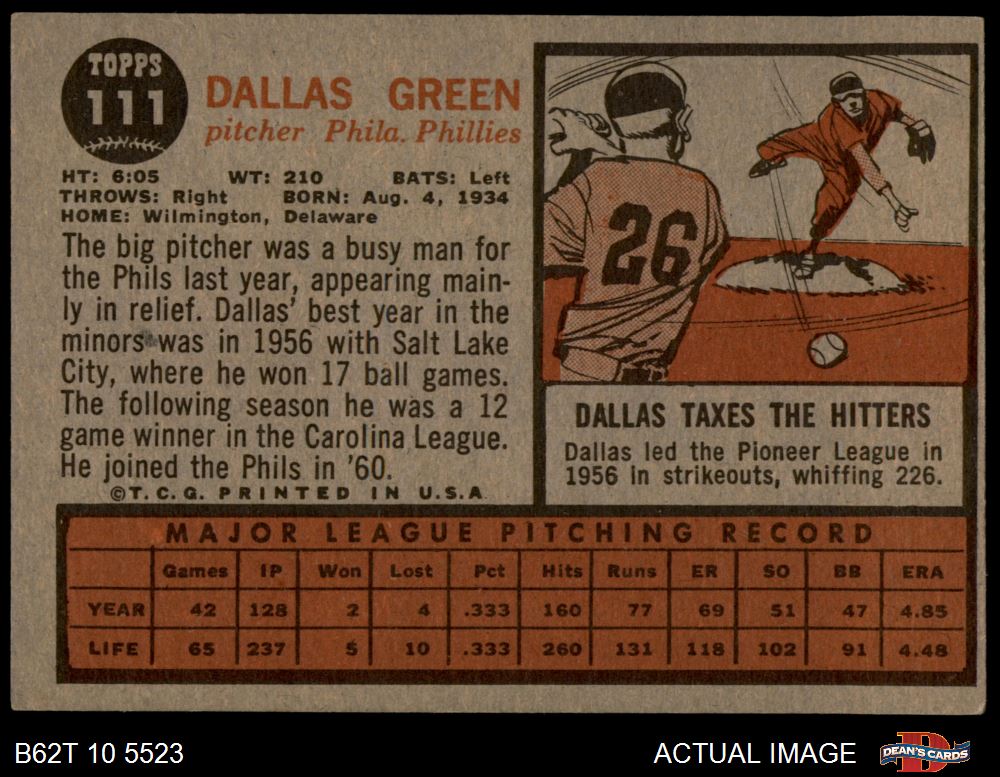 TOPPS
111
DALLAS GREEN
pitcher Phila. Phillies
HT: 6:05 WT: 210 BATS: Left
THROWS: Right BORN: Aug. 4, 1934
HOME: Wilmington, Delaware
The big pitcher was a busy man for
the Phils last year, appearing main-
ly in relief. Dallas' best year in the
minors was in 1956 with Salt Lake
City, where he won 17 ball games.
The following season he was a 12
game winner in the Carolina League.
He joined the Phils in '60.
©T.C.G. PRINTED IN U.S.A.
26
DALLAS TAXES THE HITTERS
Dallas led the Pioneer League in
1956 in strikeouts, whiffing 226.
MAJOR LEAGUE PITCHING RECORD
Games IP Won Lost Pct Hits Runs ER SO BB ERA
YEAR 42 128 2 4 .333 160 77 69 51 47 4.85
LIFE 65 237 5 10 .333 260 131 118 102 91 4.48
B62T 10 5523
ACTUAL IMAGE
DEAN'S CARDS